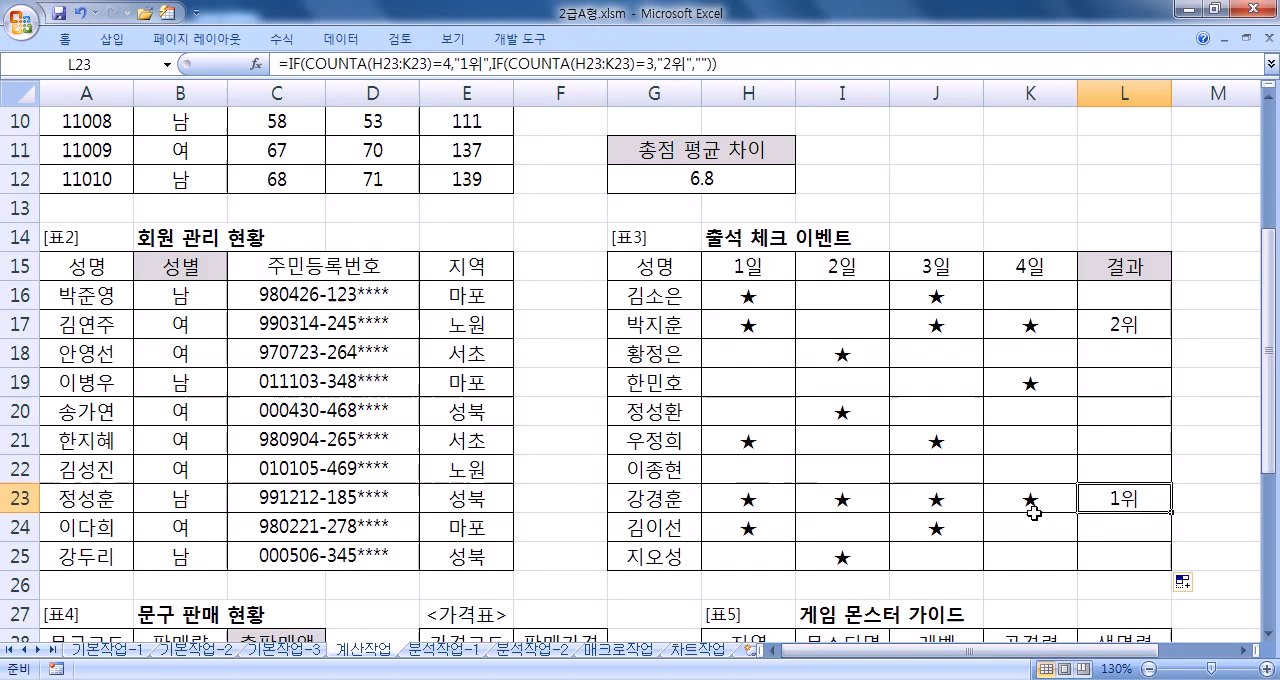 2급A형.xlsm - Microsoft Excel
홈 삽입 페이지 레이아웃 수식 데이터 검토 보기 개발 도구
L23 fx =IF(COUNTA(H23:K23)=4,"1위",IF(COUNTA(H23:K23)=3,"2위",""))
A B C D E F G H I J K L M
10 11008 남 58 53 111
11 11009 여 67 70 137 총점 평균 차이
12 11010 남 68 71 139 6.8
13
14 [표2] 회원 관리 현황 [표3] 출석 체크 이벤트
15 성명 성별 주민등록번호 지역 성명 1일 2일 3일 4일 결과
16 박준영 남 980426-123**** 마포 김소은 ★ ★
17 김연주 여 990314-245**** 노원 박지훈 ★ ★ ★ 2위
18 안영선 여 970723-264**** 서초 황정은 ★
19 이병우 남 011103-348**** 마포 한민호 ★
20 송가연 여 000430-468**** 성북 정성환 ★
21 한지혜 여 980904-265**** 서초 우정희 ★ ★
22 김성진 여 010105-469**** 노원 이종현
23 정성훈 남 991212-185**** 성북 강경훈 ★ ★ ★ ★ 1위
24 이다희 여 980221-278**** 마포 김이선 ★ ★
25 강두리 남 000506-345**** 성북 지오성 ★
26
27 [표4] 문구 판매 현황 <가격표> [표5] 게임 몬스터 가이드
기본작업-1 기본작업-2 기본작업-3 계산작업 분석작업-1 분석작업-2 매크로작업 차트작업
준비 130%